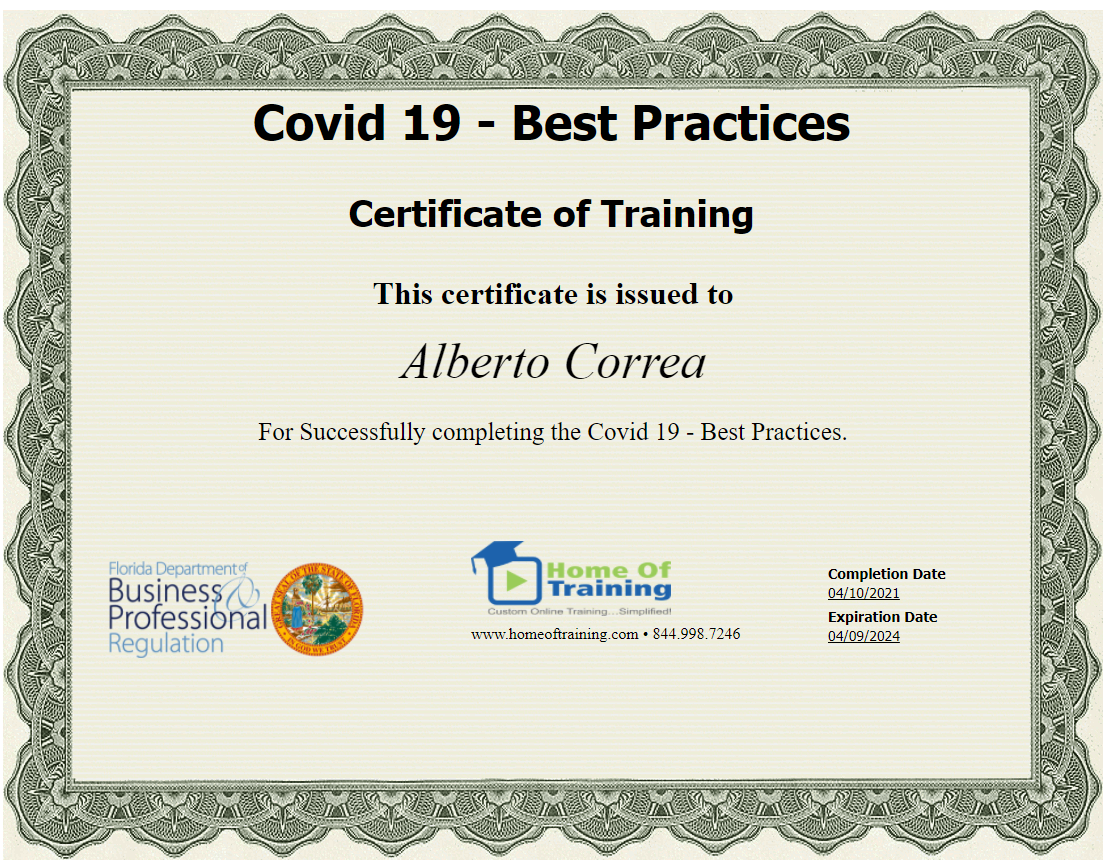 Covid 19 - Best Practices
Certificate of Training
This certificate is issued to
Alberto Correa
For Successfully completing the Covid 19 - Best Practices.
Florida Department of
Business &
Professional
Regulation
GREAT SEAL OF THE STATE OF FLORIDA
IN GOD WE TRUST
Home Of
Training
Custom Online Training...Simplified!
www.homeoftraining.com • 844.998.7246
Completion Date
04/10/2021
Expiration Date
04/09/2024